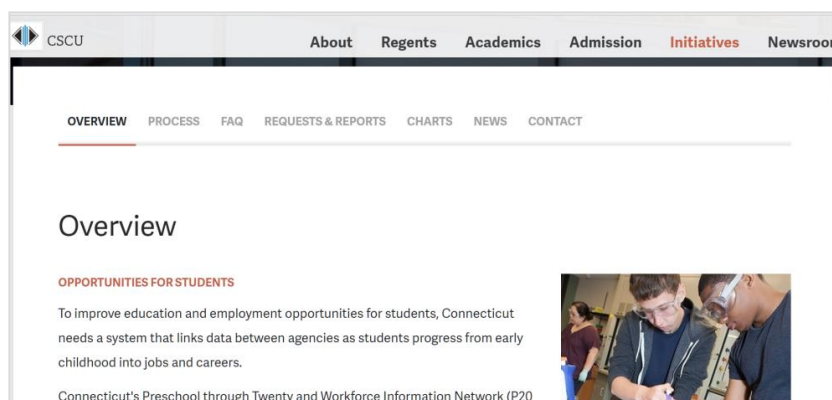 CSCU
About Regents Academics Admission Initiatives Newsroom
OVERVIEW PROCESS FAQ REQUESTS & REPORTS CHARTS NEWS CONTACT
Overview
OPPORTUNITIES FOR STUDENTS
To improve education and employment opportunities for students, Connecticut
needs a system that links data between agencies as students progress from early
childhood into jobs and careers.
Connecticut's Preschool through Twenty and Workforce Information Network (P20